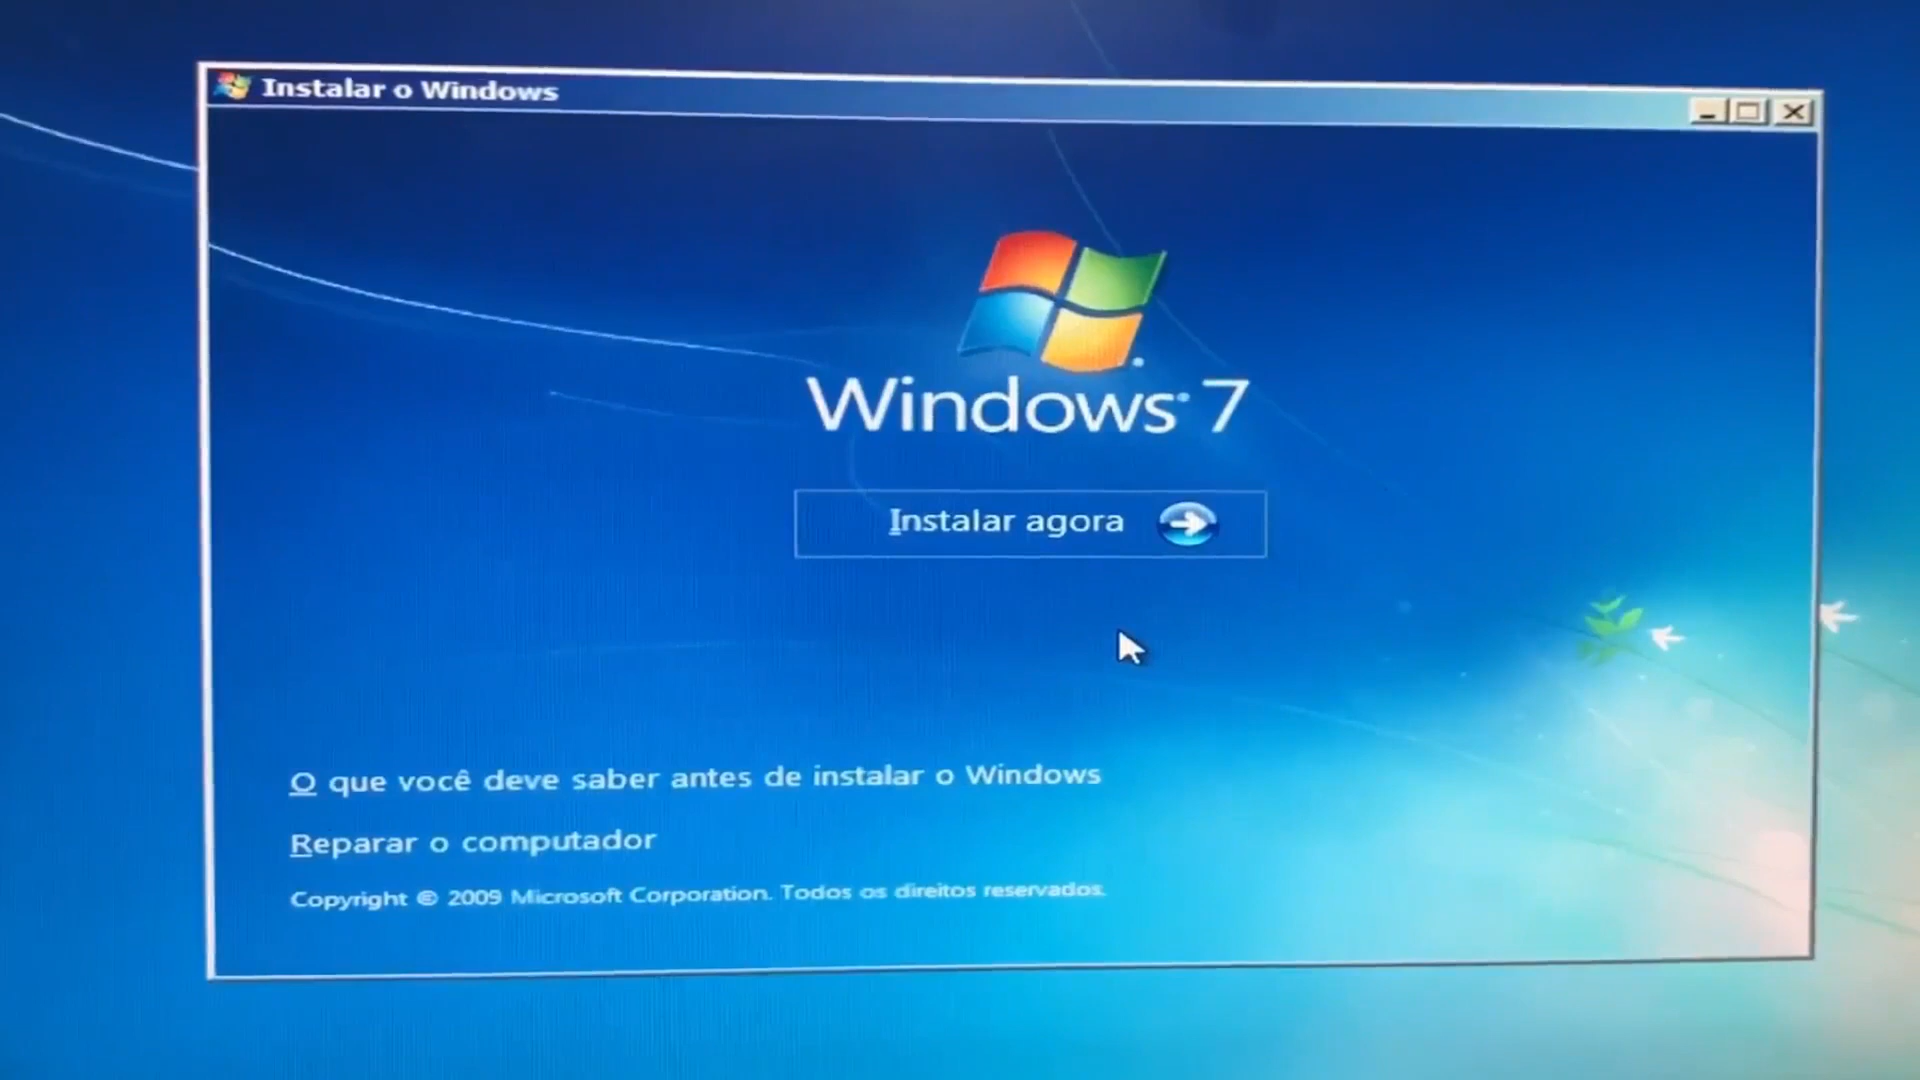 Instalar o Windows
Windows 7
Instalar agora
O que você deve saber antes de instalar o Windows
Reparar o computador
Copyright © 2009 Microsoft Corporation. Todos os direitos reservados.